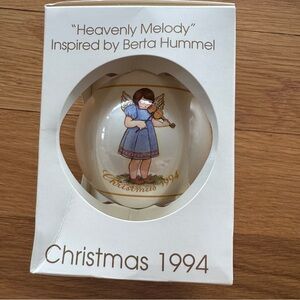 "Heavenly Melody"
Inspired by Berta Hummel
Christmas 1994
Christmas 1994